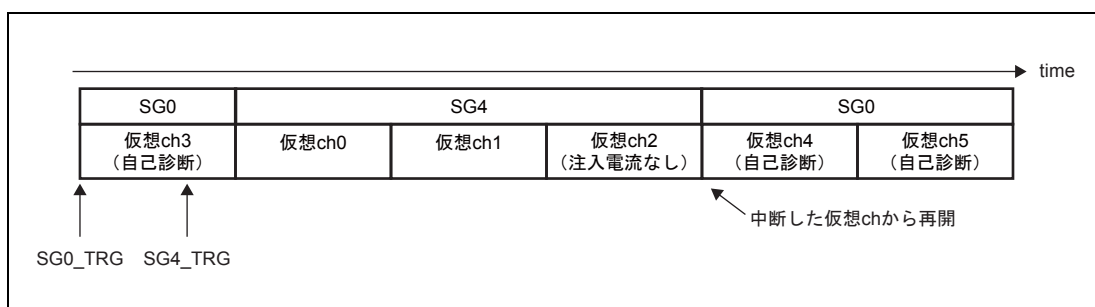 time
SG0 SG4 SG0
仮想ch3 仮想ch0 仮想ch1 仮想ch2 仮想ch4 仮想ch5
（自己診断） （注入電流なし） （自己診断） （自己診断）
中断した仮想chから再開
SG0_TRG SG4_TRG